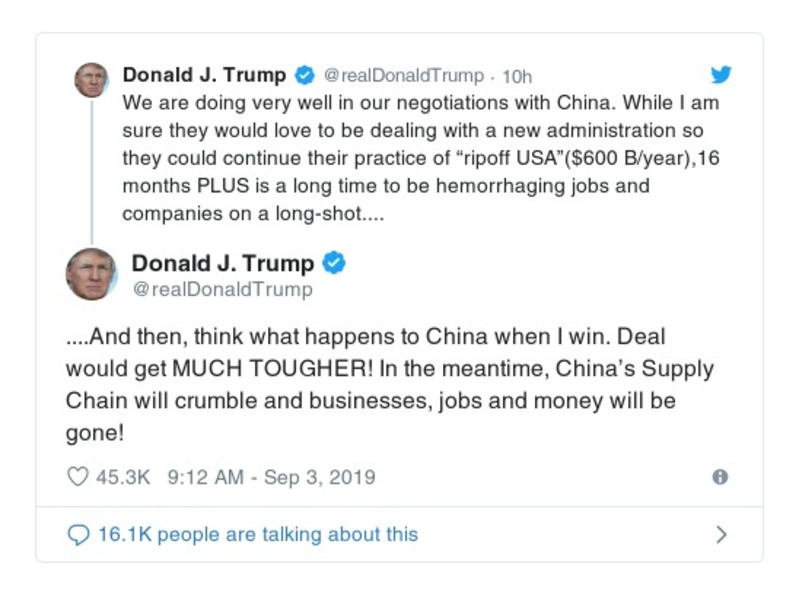 Donald J. Trump @realDonaldTrump · 10h
We are doing very well in our negotiations with China. While I am
sure they would love to be dealing with a new administration so
they could continue their practice of “ripoff USA”($600 B/year),16
months PLUS is a long time to be hemorrhaging jobs and
companies on a long-shot....
Donald J. Trump
@realDonaldTrump
....And then, think what happens to China when I win. Deal
would get MUCH TOUGHER! In the meantime, China’s Supply
Chain will crumble and businesses, jobs and money will be
gone!
45.3K 9:12 AM - Sep 3, 2019
16.1K people are talking about this